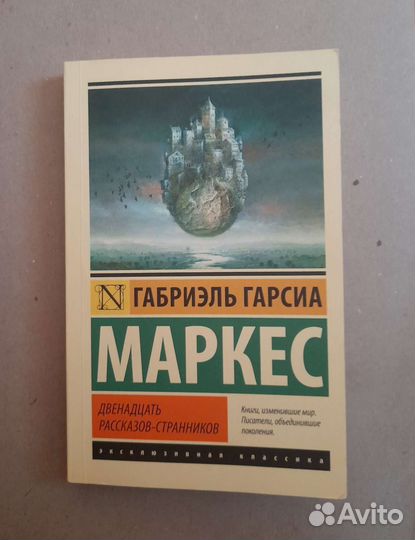 N
ГАБРИЭЛЬ ГАРСИА
МАРКЕС
ДВЕНАДЦАТЬ
РАССКАЗОВ-СТРАННИКОВ
Книги, изменившие мир.
Писатели, объединившие
поколения.
эксклюзивная классика
Avito